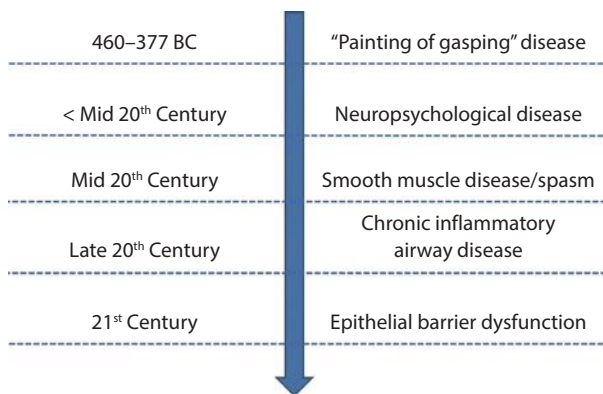 460–377 BC
“Painting of gasping” disease
< Mid 20th Century
Neuropsychological disease
Mid 20th Century
Smooth muscle disease/spasm
Late 20th Century
Chronic inflammatory
airway disease
21st Century
Epithelial barrier dysfunction